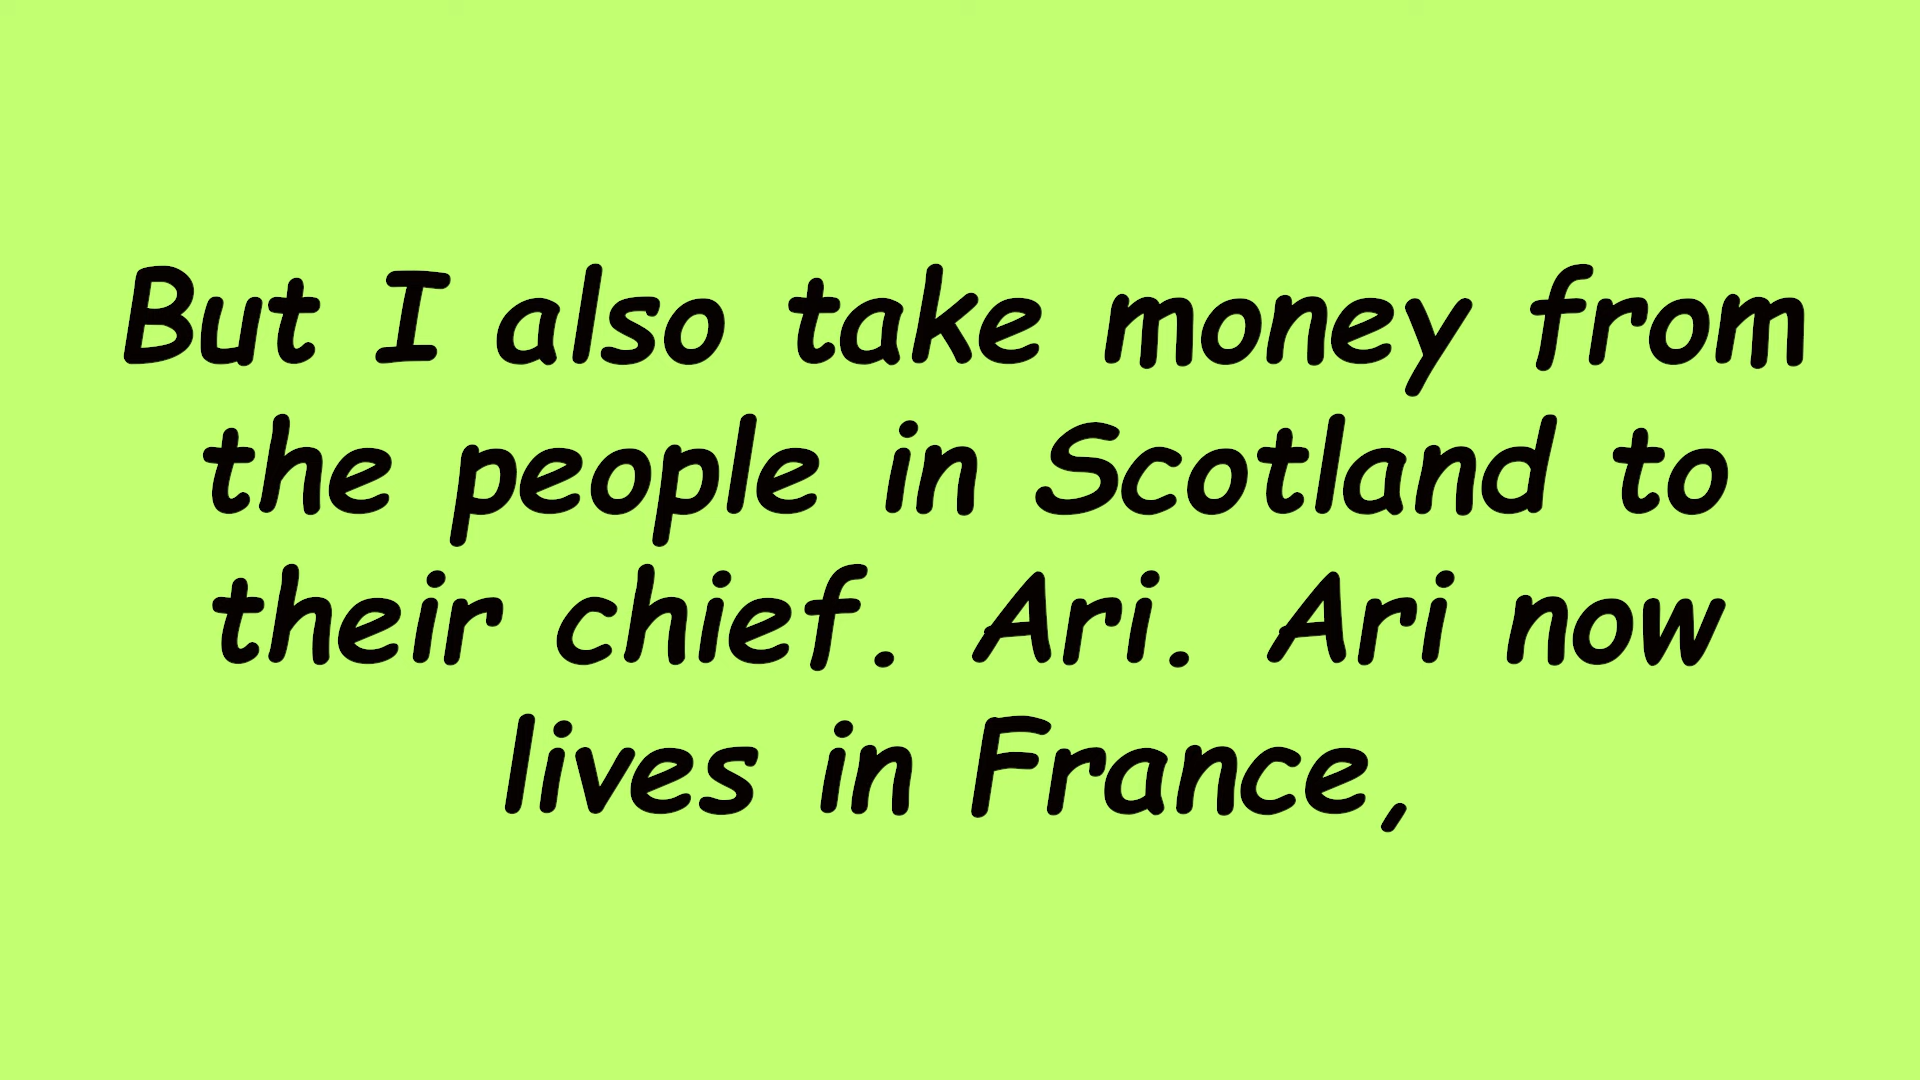 But I also take money from
the people in Scotland to
their chief. Ari. Ari now
lives in France,